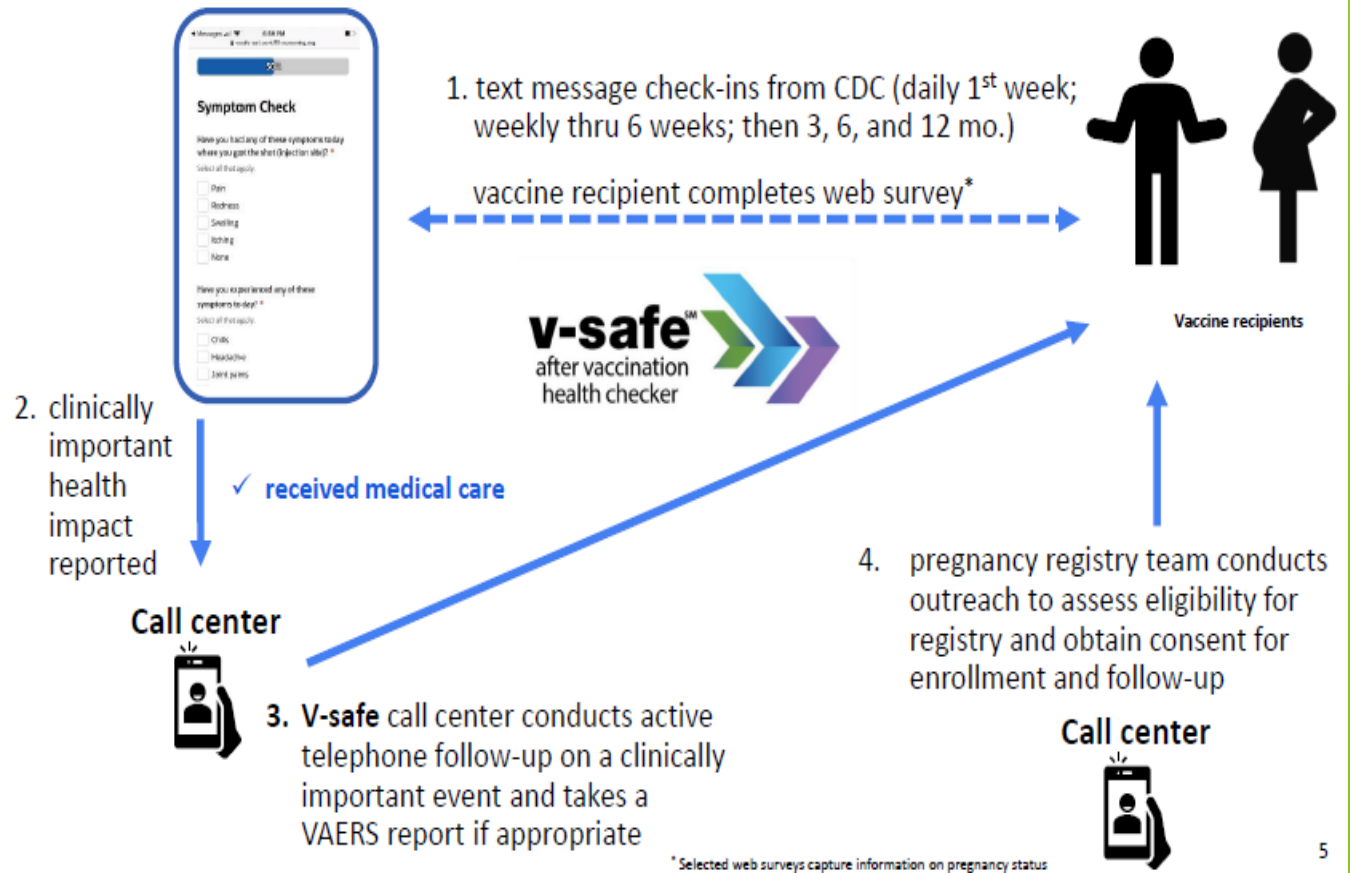 Messages
6:58 PM
50%
Symptom Check
Have you had any of these symptoms today
where you got the shot (injection site)? *
Select all that apply.
Pain
Redness
Swelling
Itching
None
Have you experienced any of these
symptoms today? *
Select all that apply.
Chills
Headache
Joint pains
1. text message check-ins from CDC (daily 1st week;
weekly thru 6 weeks; then 3, 6, and 12 mo.)
vaccine recipient completes web survey*
v-safe℠
after vaccination
health checker
Vaccine recipients
2. clinically
important
health
impact
reported
✓ received medical care
Call center
3. V-safe call center conducts active
telephone follow-up on a clinically
important event and takes a
VAERS report if appropriate
4. pregnancy registry team conducts
outreach to assess eligibility for
registry and obtain consent for
enrollment and follow-up
Call center
* Selected web surveys capture information on pregnancy status
5